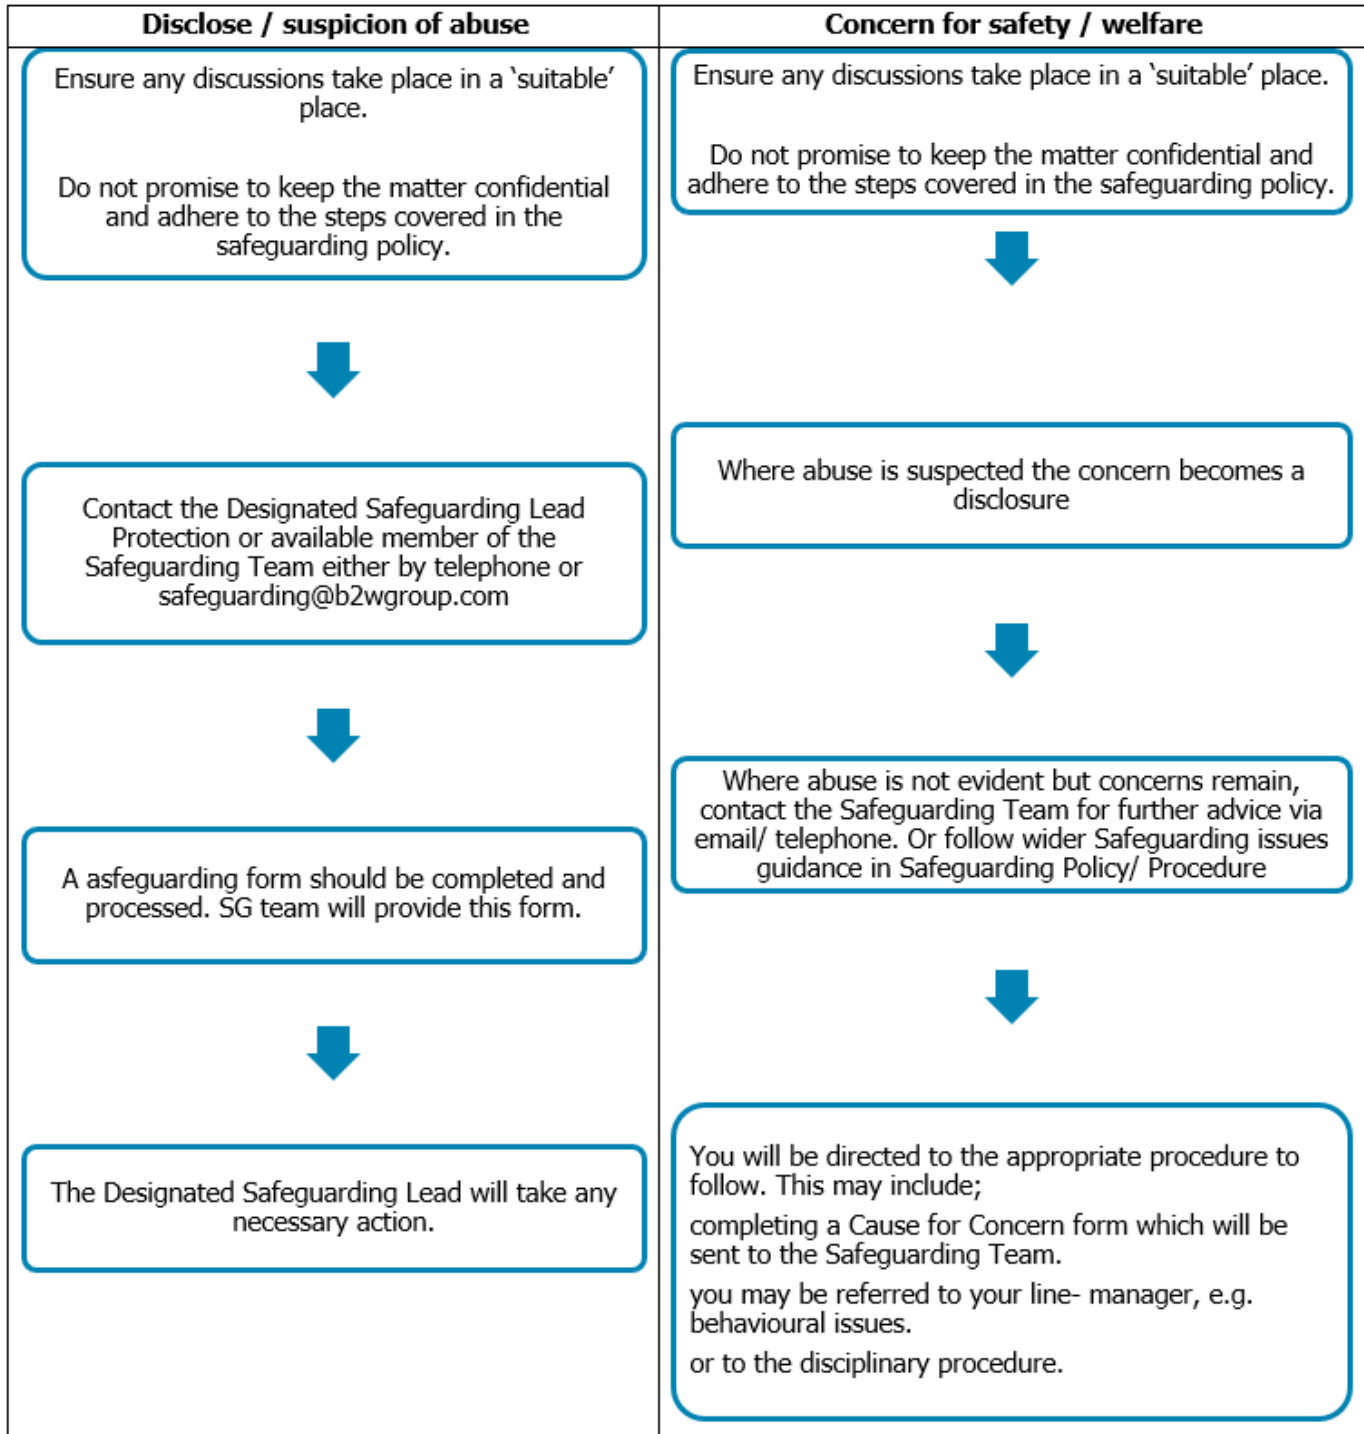 Disclose / suspicion of abuse
Ensure any discussions take place in a ‘suitable’
place.
Do not promise to keep the matter confidential
and adhere to the steps covered in the
safeguarding policy.
Contact the Designated Safeguarding Lead
Protection or available member of the
Safeguarding Team either by telephone or
safeguarding@b2wgroup.com
A asfeguarding form should be completed and
processed. SG team will provide this form.
The Designated Safeguarding Lead will take any
necessary action.
Concern for safety / welfare
Ensure any discussions take place in a ‘suitable’ place.
Do not promise to keep the matter confidential and
adhere to the steps covered in the safeguarding policy.
Where abuse is suspected the concern becomes a
disclosure
Where abuse is not evident but concerns remain,
contact the Safeguarding Team for further advice via
email/ telephone. Or follow wider Safeguarding issues
guidance in Safeguarding Policy/ Procedure
You will be directed to the appropriate procedure to
follow. This may include;
completing a Cause for Concern form which will be
sent to the Safeguarding Team.
you may be referred to your line- manager, e.g.
behavioural issues.
or to the disciplinary procedure.